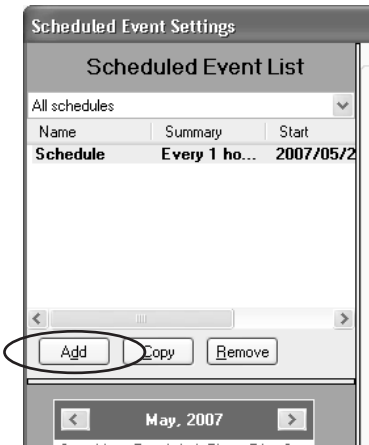 Scheduled Event Settings
Scheduled Event List
All schedules
Name Summary Start
Schedule Every 1 ho... 2007/05/2
Add Copy Remove
May, 2007